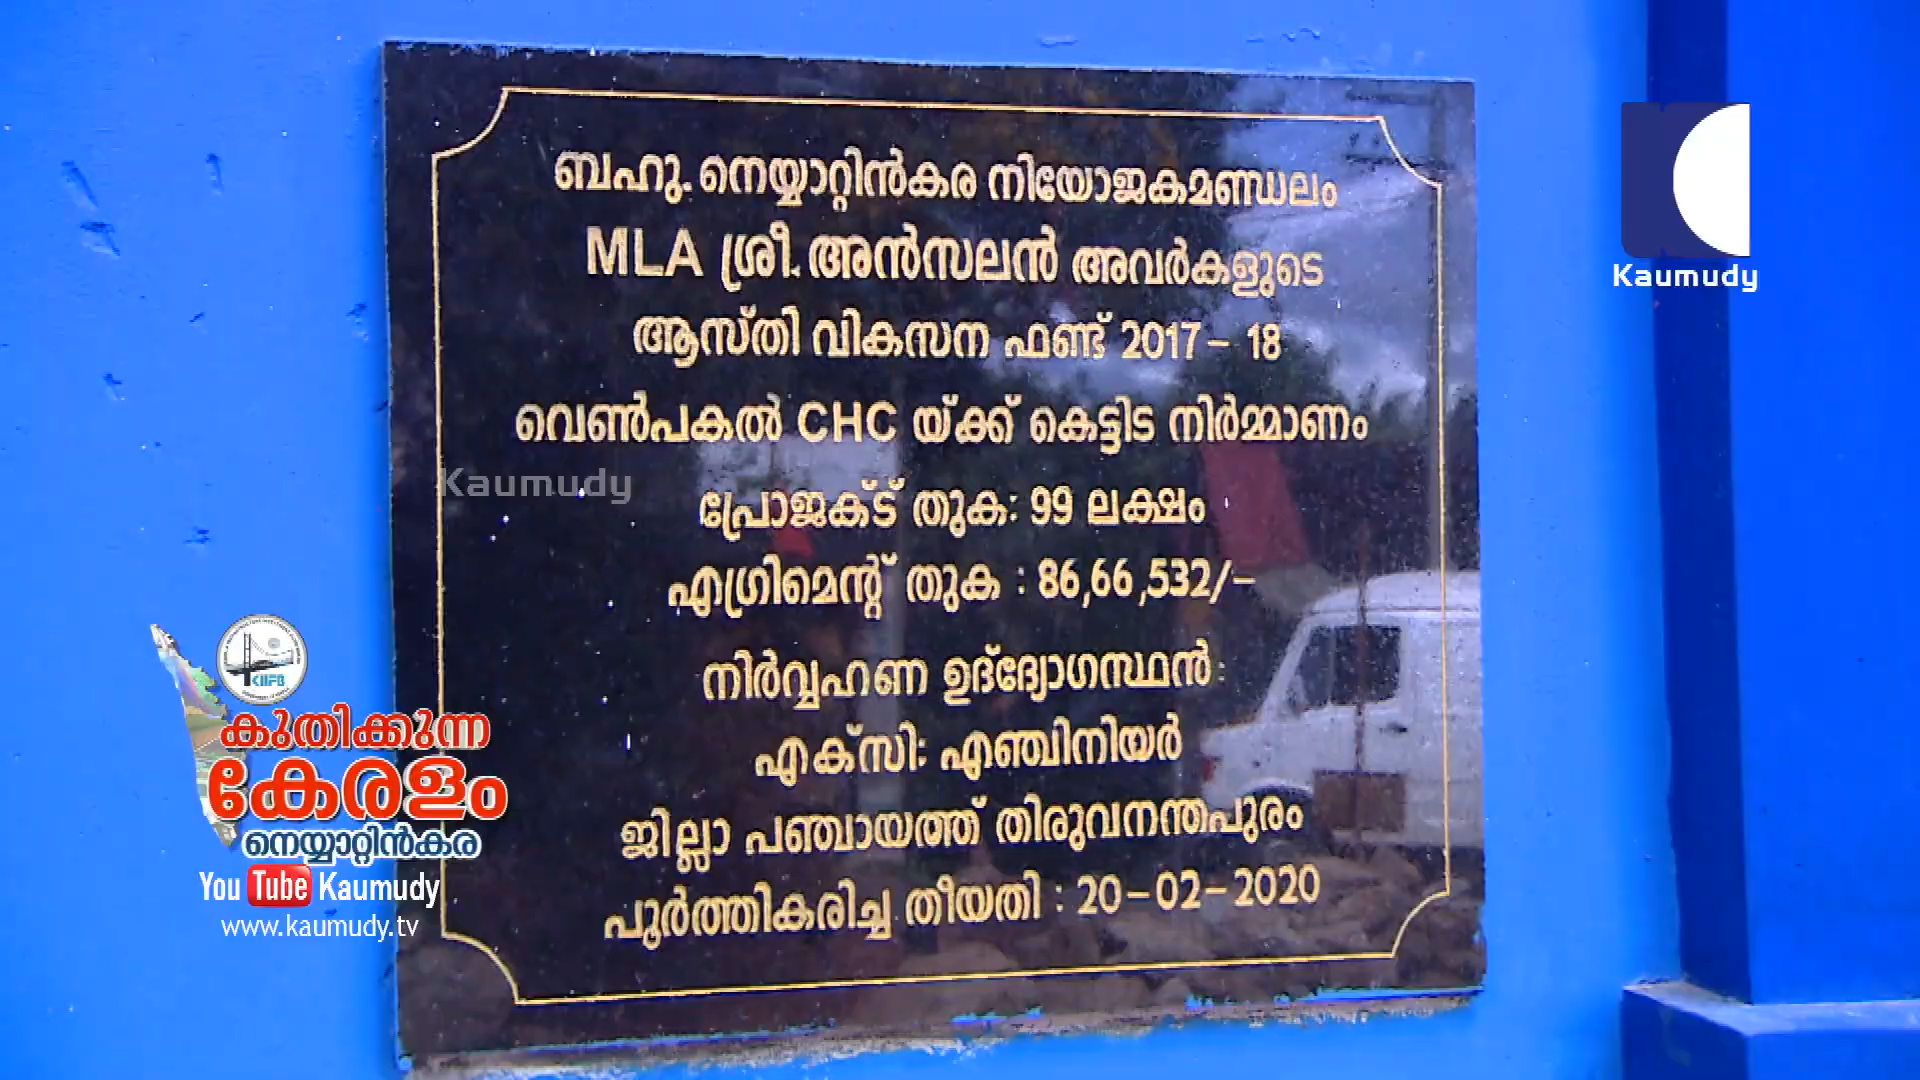 ബഹു. നെയ്യാറ്റിൻകര നിയോജകമണ്ഡലം
MLA ശ്രീ. അൻസലൻ അവർകളുടെ
ആസ്തി വികസന ഫണ്ട് 2017 – 18
വെൺപകൽ CHC യ്ക്ക് കെട്ടിട നിർമ്മാണം
പ്രോജക്ട് തുക: 99 ലക്ഷം
എഗ്രിമെന്റ് തുക : 86,66,532/–
നിർവ്വഹണ ഉദ്ദ്യോഗസ്ഥൻ :
എക്സി: എഞ്ചിനിയർ
ജില്ലാ പഞ്ചായത്ത് തിരുവനന്തപുരം
പൂർത്തികരിച്ച തീയതി : 20–02–2020
Kaumudy
Kaumudy
KIIFB
കുതിക്കുന്ന
കേരളം
നെയ്യാറ്റിൻകര
You Tube Kaumudy
www.kaumudy.tv